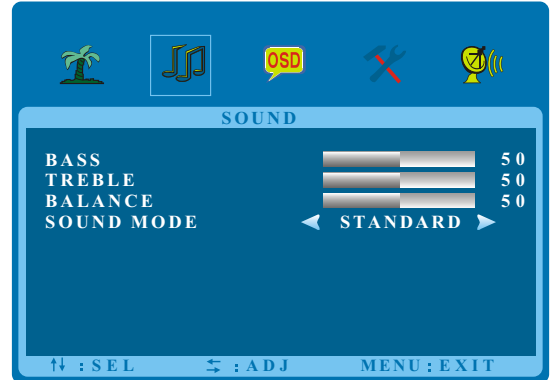 OSD
SOUND
BASS 50
TREBLE 50
BALANCE 50
SOUND MODE STANDARD
↑↓ : SEL ⇆ : ADJ MENU : EXIT